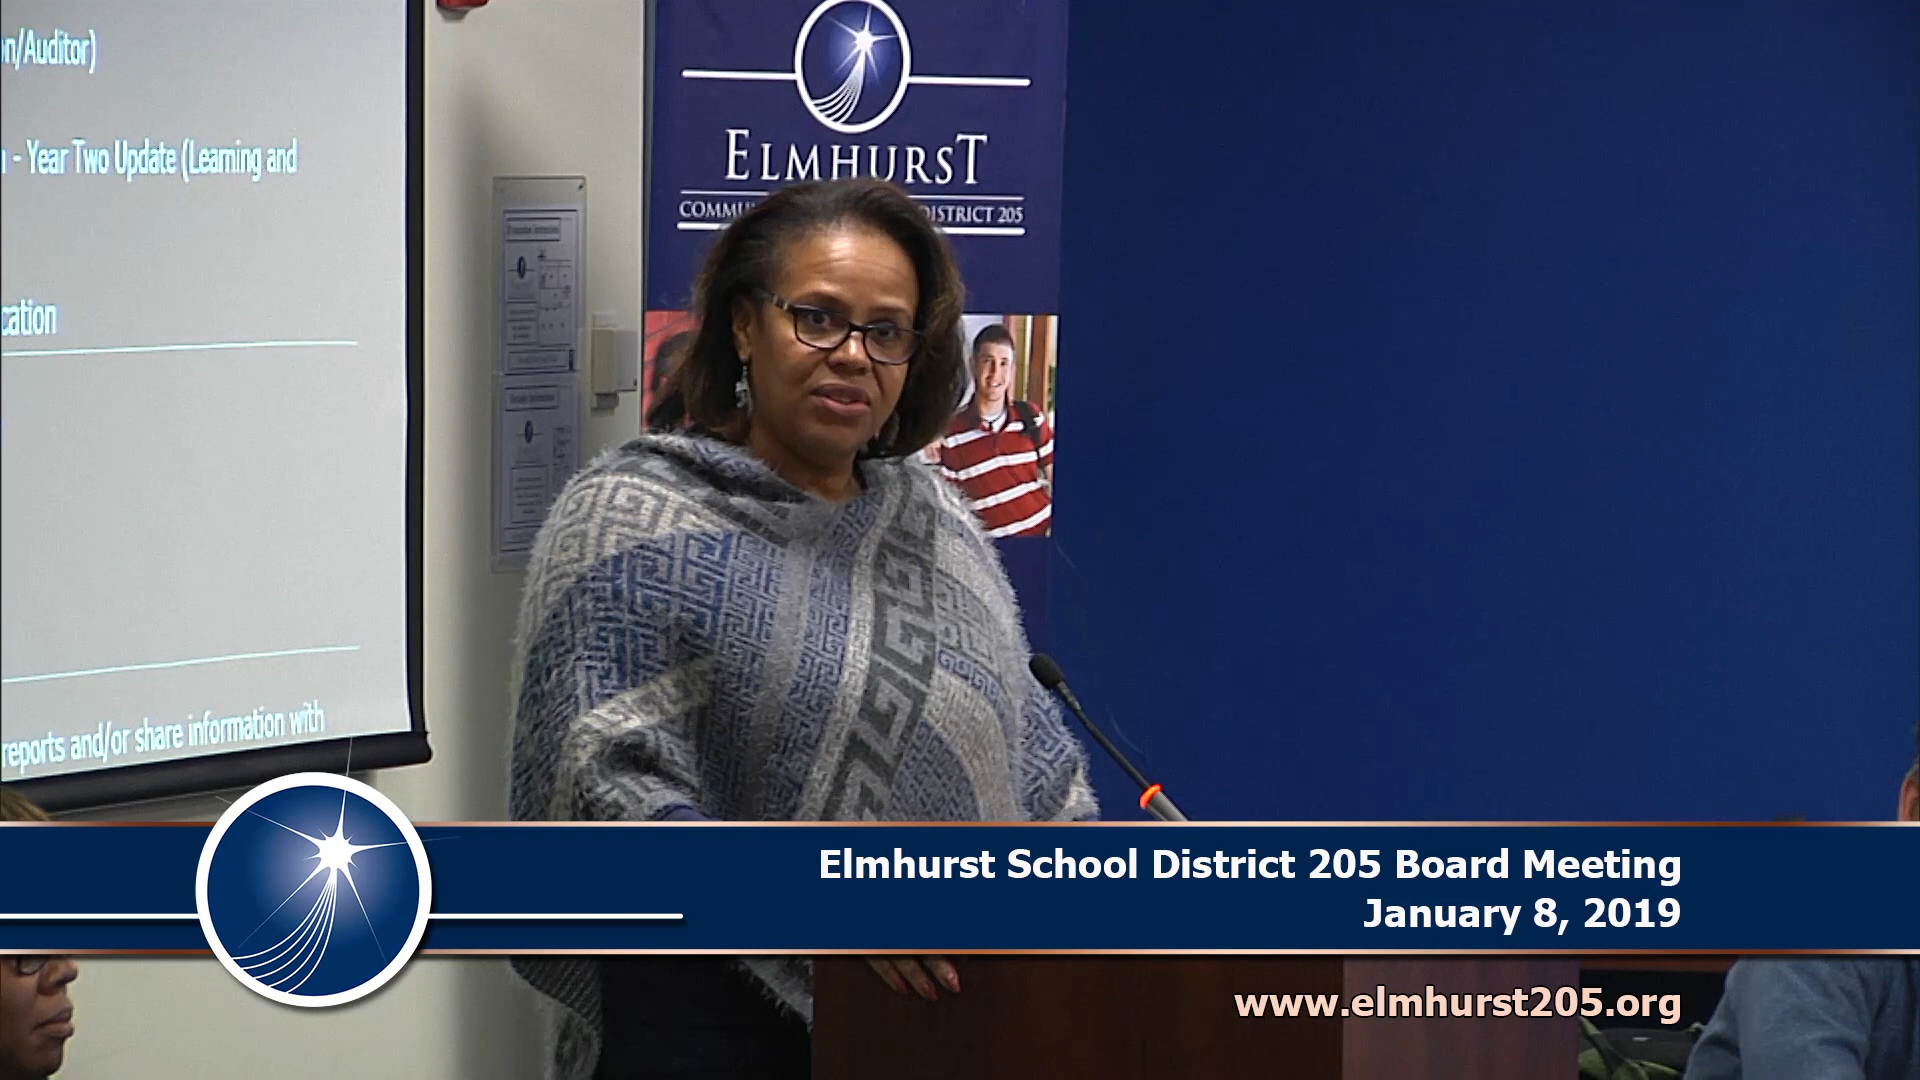 n/Auditor)
- Year Two Update (Learning and
cation
reports and/or share information with
ELMHURST
COMMU DISTRICT 205
Elmhurst School District 205 Board Meeting
January 8, 2019
www.elmhurst205.org